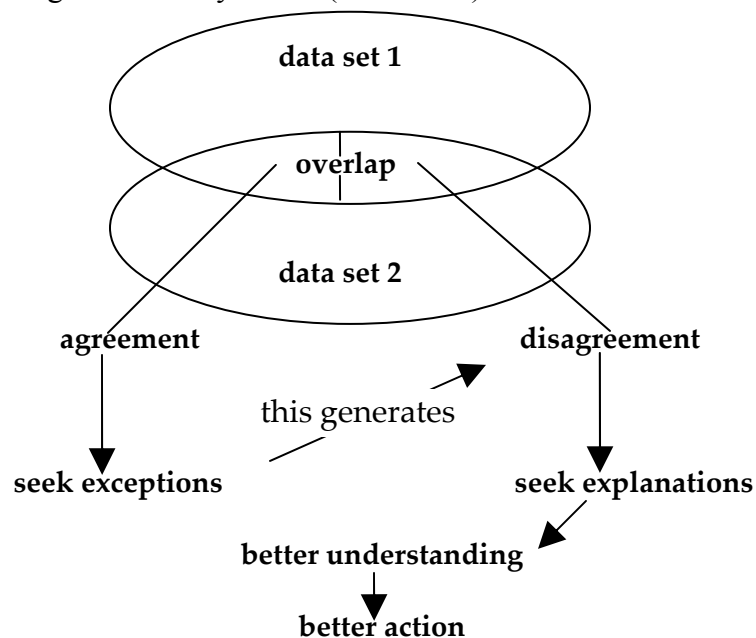 data set 1
overlap
data set 2
agreement disagreement
this generates
seek exceptions seek explanations
better understanding
better action